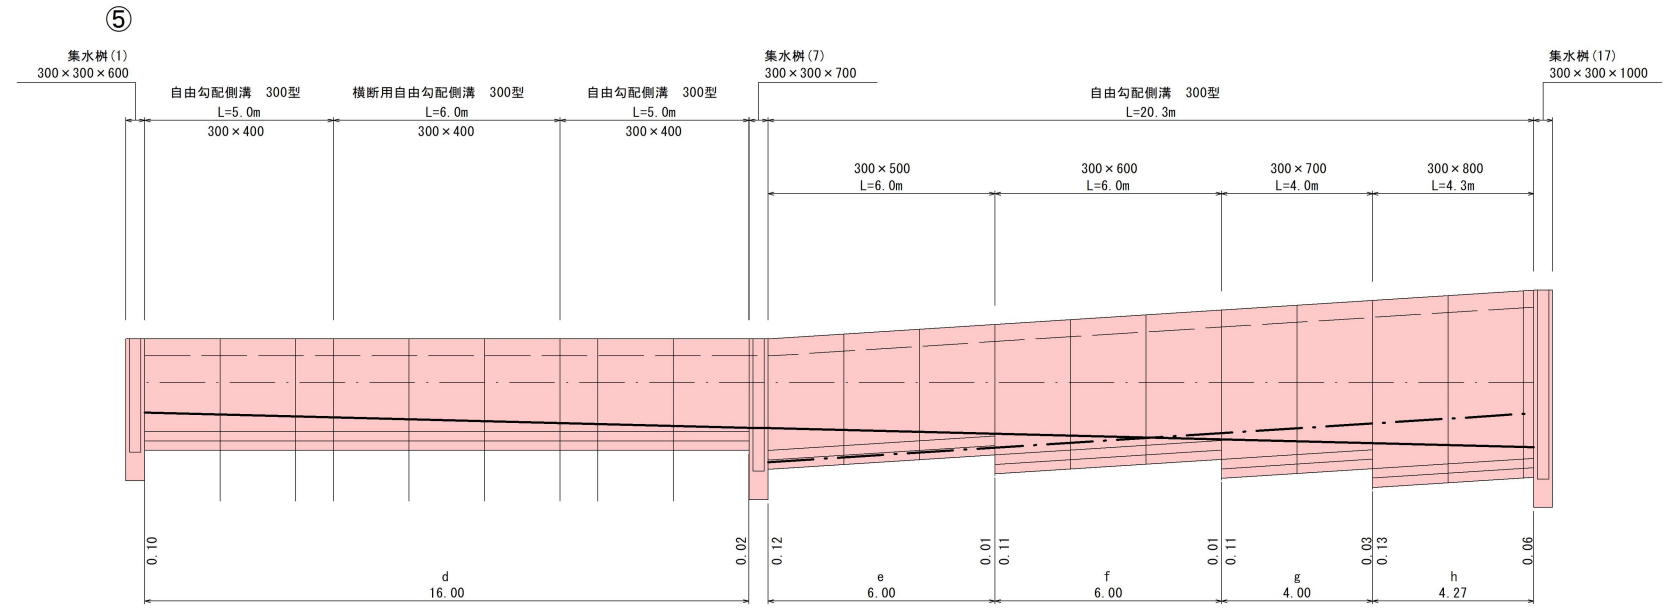 ⑤
集水桝(1)
300×300×600
集水桝(7)
300×300×700
集水桝(17)
300×300×1000
自由勾配側溝　300型
L=5.0m
300×400
横断用自由勾配側溝　300型
L=6.0m
300×400
自由勾配側溝　300型
L=5.0m
300×400
自由勾配側溝　300型
L=20.3m
300×500
L=6.0m
300×600
L=6.0m
300×700
L=4.0m
300×800
L=4.3m
0.10
0.02
0.12
0.01
0.11
0.01
0.11
0.03
0.13
0.06
d
16.00
e
6.00
f
6.00
g
4.00
h
4.27